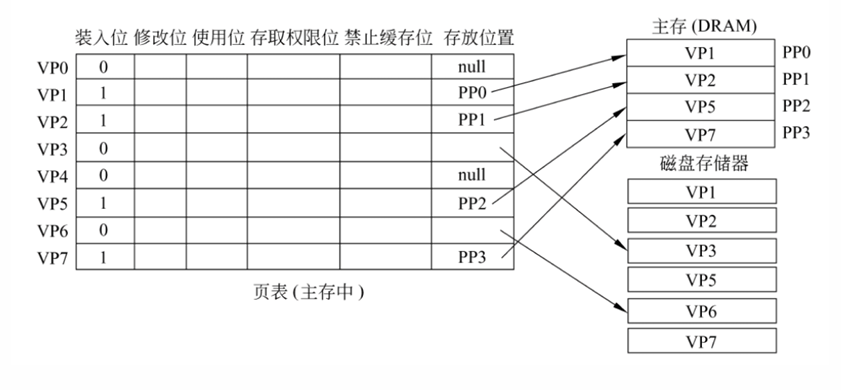 装入位 修改位 使用位 存取权限位 禁止缓存位 存放位置
VP0 0 null
VP1 1 PP0
VP2 1 PP1
VP3 0
VP4 0 null
VP5 1 PP2
VP6 0
VP7 1 PP3
页表(主存中)
主存(DRAM)
VP1 PP0
VP2 PP1
VP5 PP2
VP7 PP3
磁盘存储器
VP1
VP2
VP3
VP5
VP6
VP7